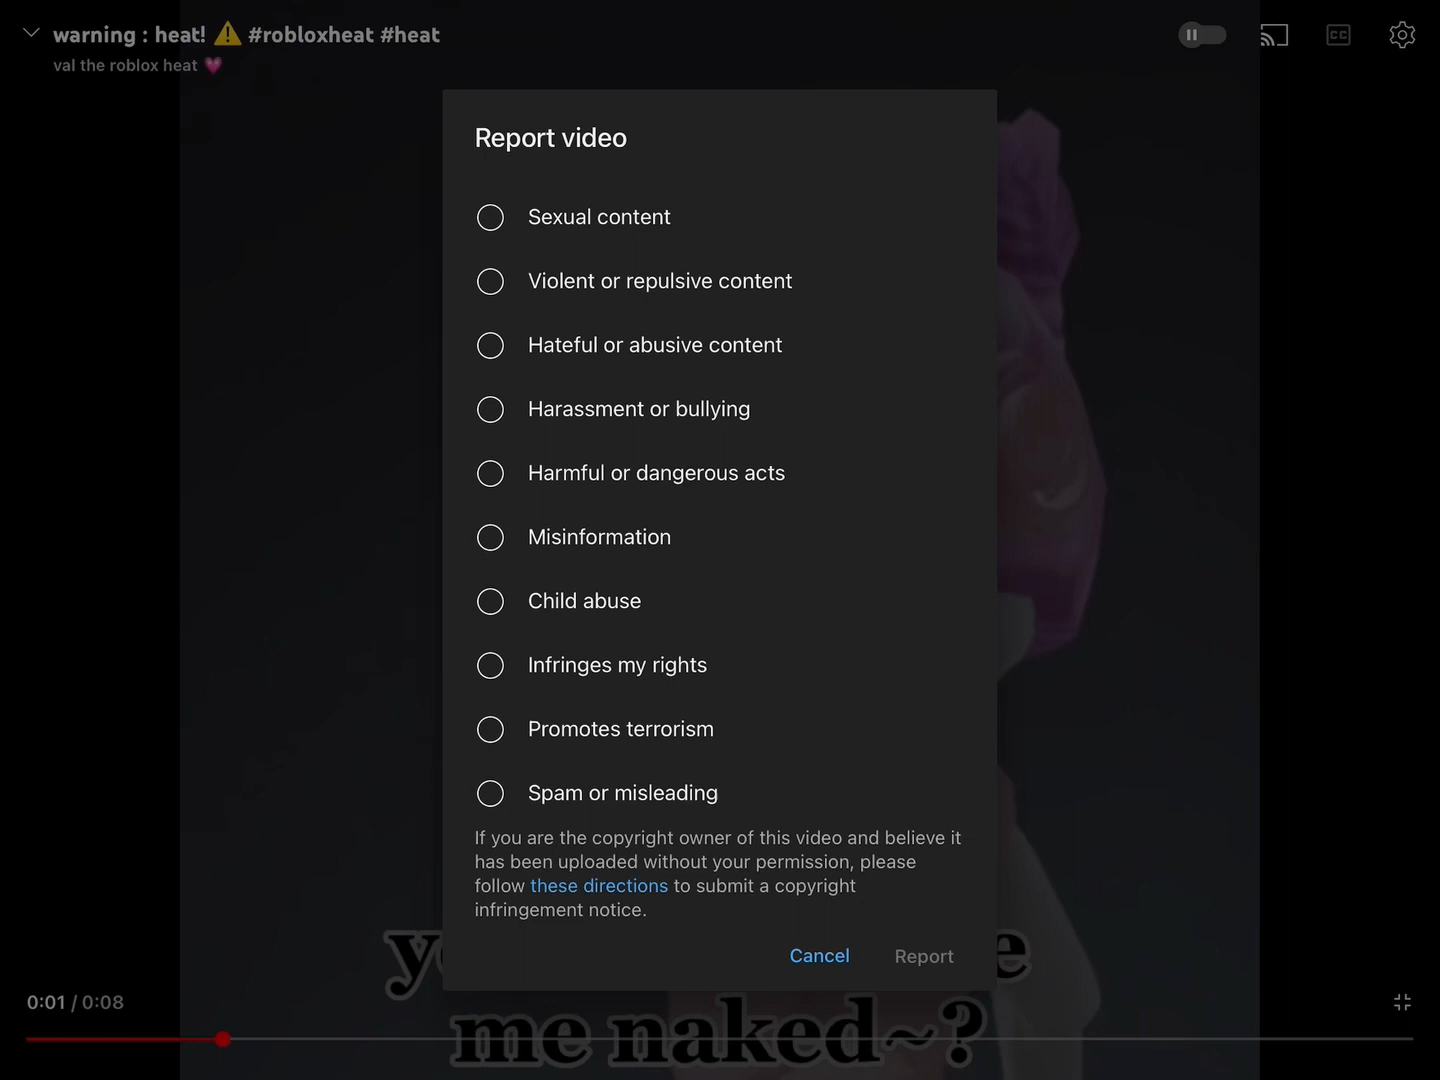 warning : heat! ⚠️ #robloxheat #heat
val the roblox heat 💗
Report video
Sexual content
Violent or repulsive content
Hateful or abusive content
Harassment or bullying
Harmful or dangerous acts
Misinformation
Child abuse
Infringes my rights
Promotes terrorism
Spam or misleading
If you are the copyright owner of this video and believe it
has been uploaded without your permission, please
follow these directions to submit a copyright
infringement notice.
Cancel Report
0:01 / 0:08
me naked~?